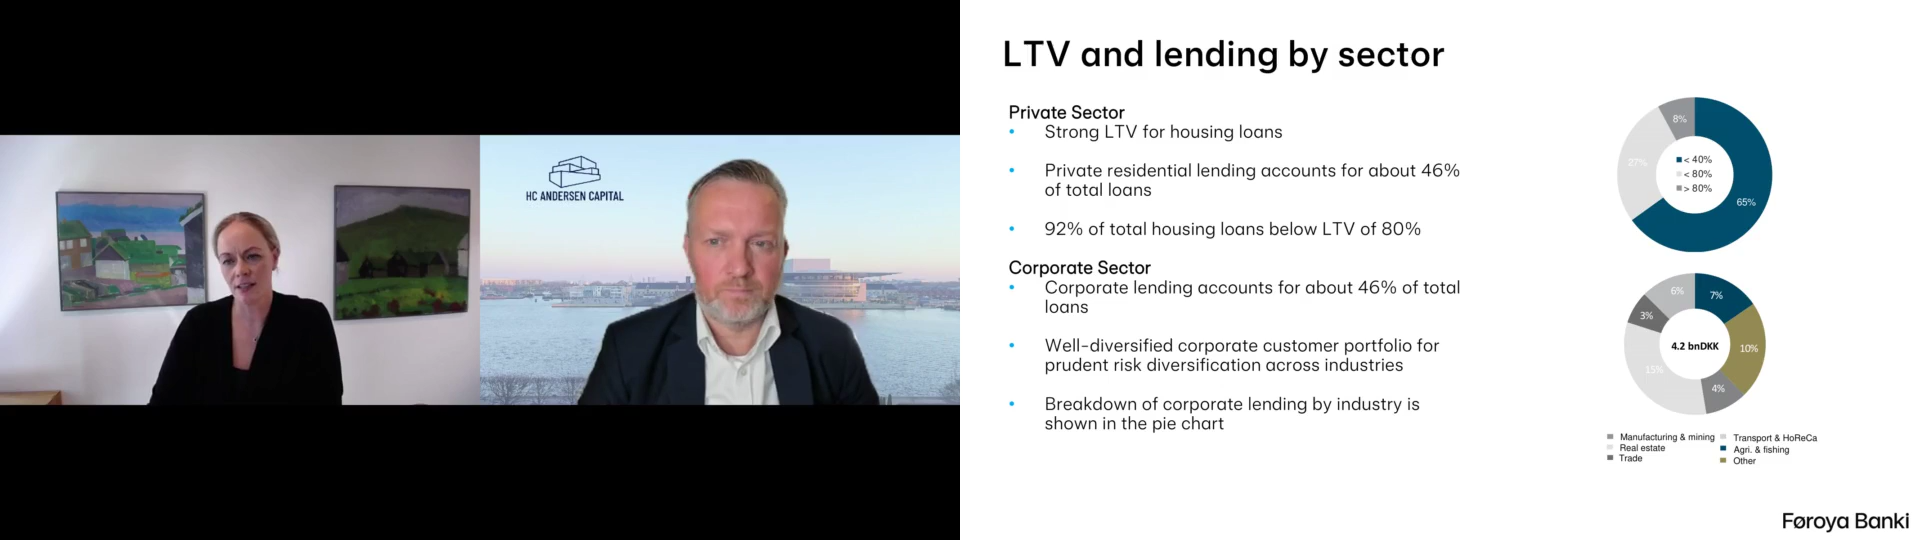 HC ANDERSEN CAPITAL
LTV and lending by sector
Private Sector
• Strong LTV for housing loans
• Private residential lending accounts for about 46%
of total loans
• 92% of total housing loans below LTV of 80%
Corporate Sector
• Corporate lending accounts for about 46% of total
loans
• Well-diversified corporate customer portfolio for
prudent risk diversification across industries
• Breakdown of corporate lending by industry is
shown in the pie chart
8%
27%
< 40%
< 80%
> 80%
65%
6%
7%
3%
4.2 bnDKK
10%
15%
4%
Manufacturing & mining
Transport & HoReCa
Real estate
Agri. & fishing
Trade
Other
Føroya Banki